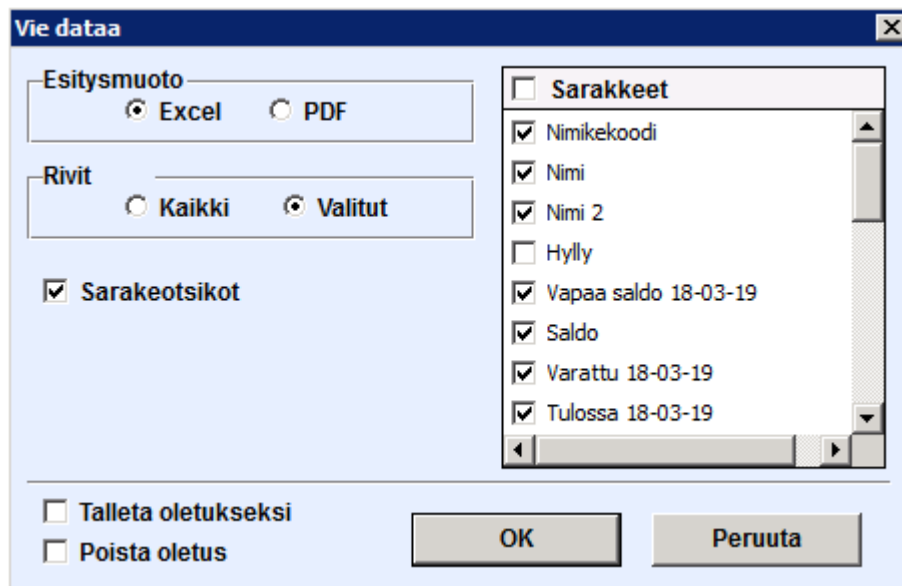 Vie dataa
Esitysmuoto
Excel PDF
Rivit
Kaikki Valitut
Sarakeotsikot
Sarakkeet
Nimikekoodi
Nimi
Nimi 2
Hylly
Vapaa saldo 18-03-19
Saldo
Varattu 18-03-19
Tulossa 18-03-19
Talleta oletukseksi
Poista oletus
OK Peruuta